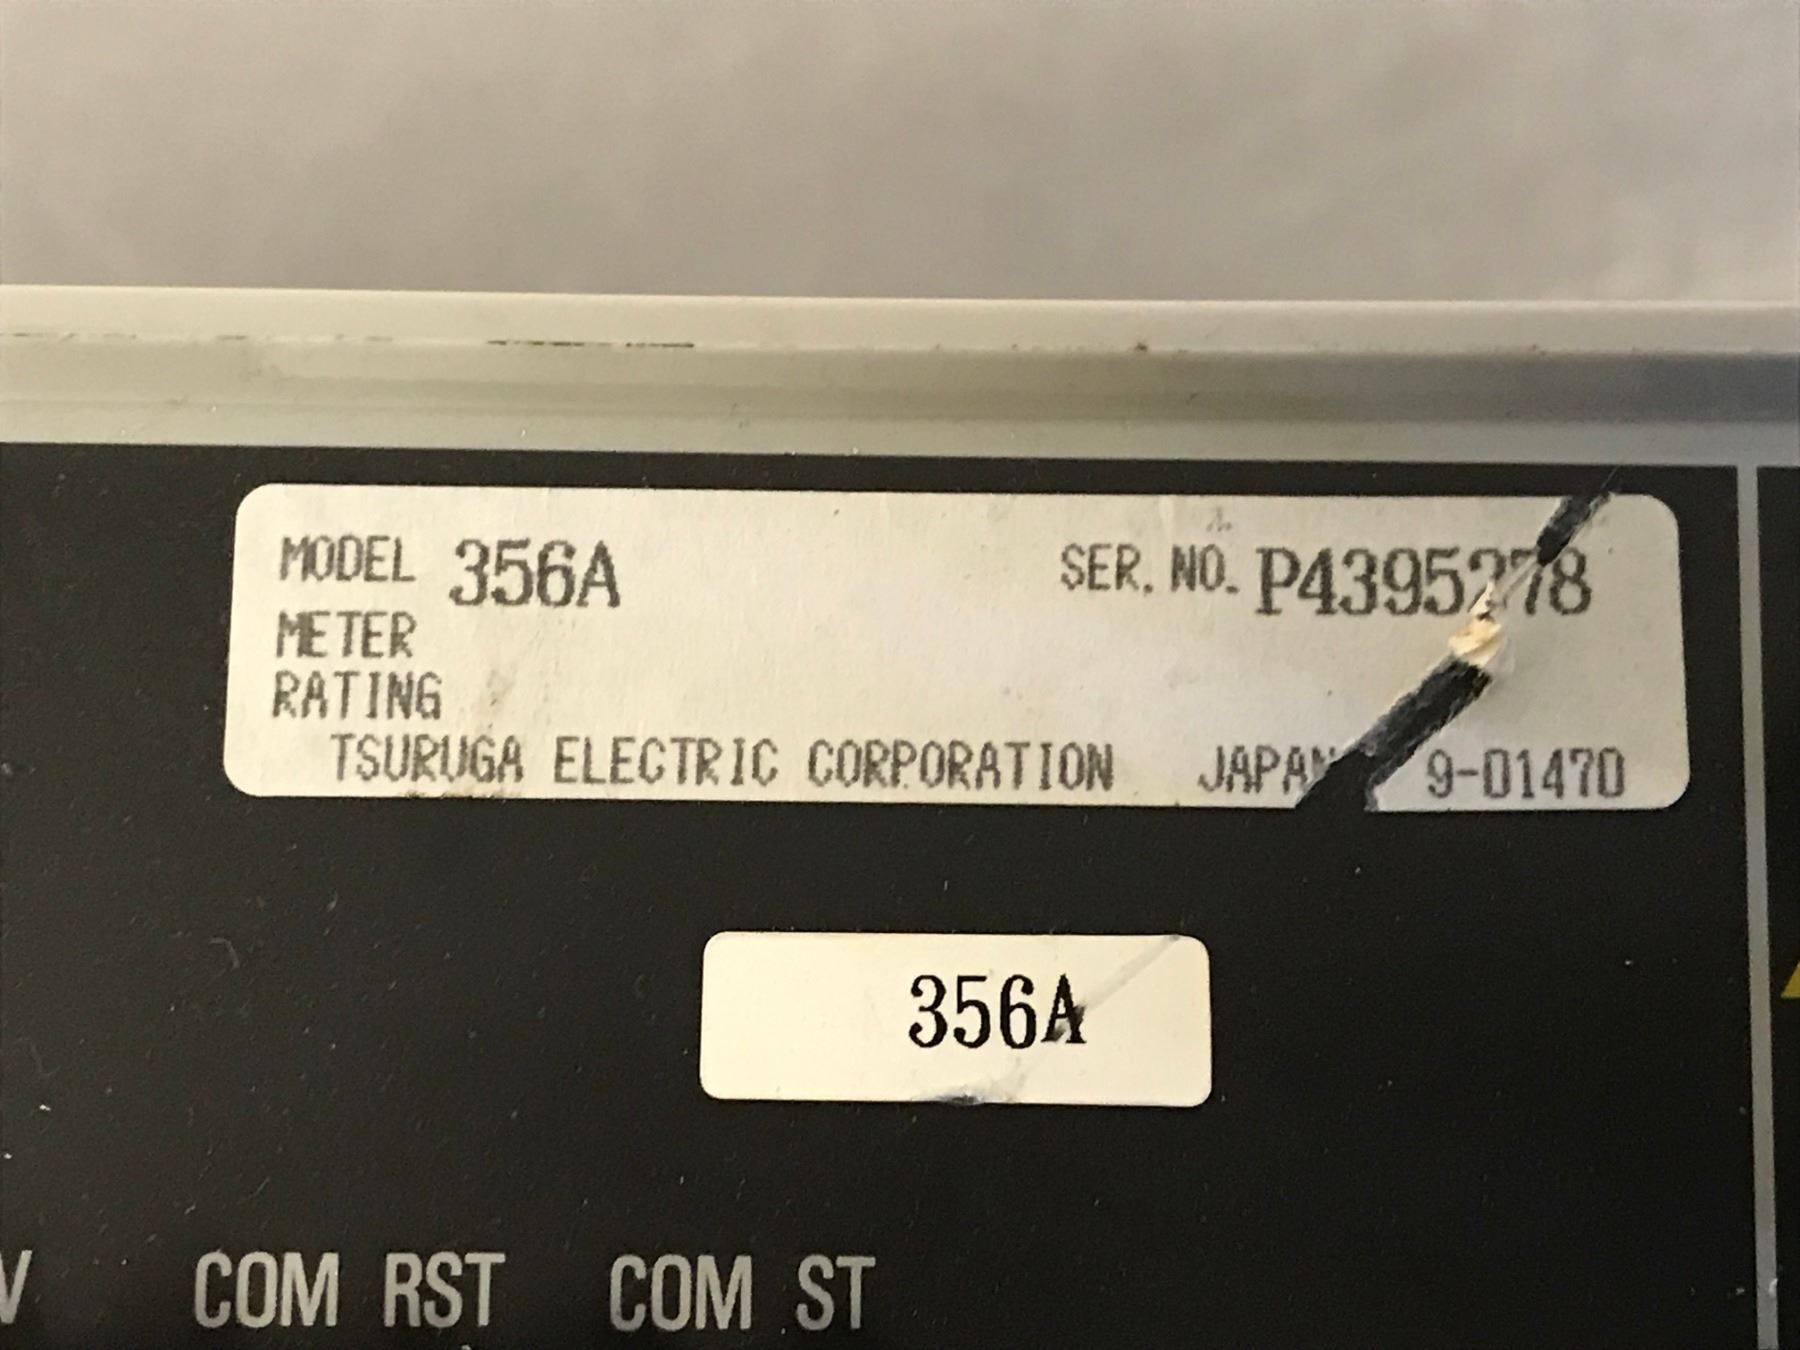 MODEL 356A SER. NO. P4395278
METER
RATING
TSURUGA ELECTRIC CORPORATION JAPAN 9-01470
356A
V COM RST COM ST